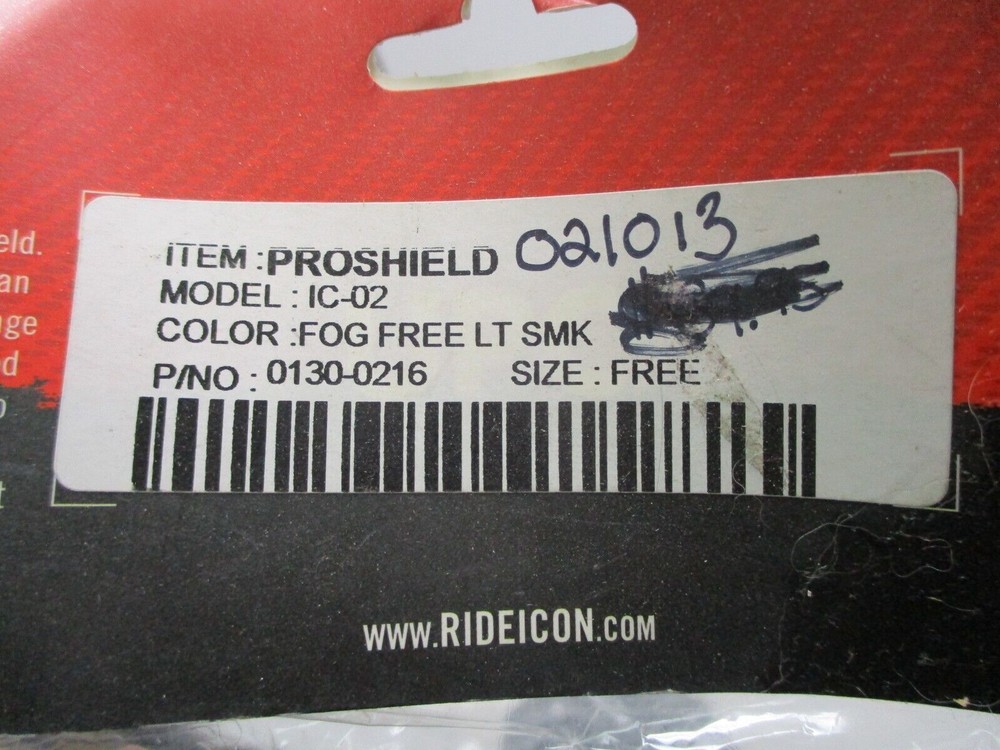 eld.
an
nge
ed
ITEM : PROSHIELD 021013
MODEL : IC-02
COLOR :FOG FREE LT SMK
P/NO : 0130-0216 SIZE : FREE
WWW.RIDEICON.COM